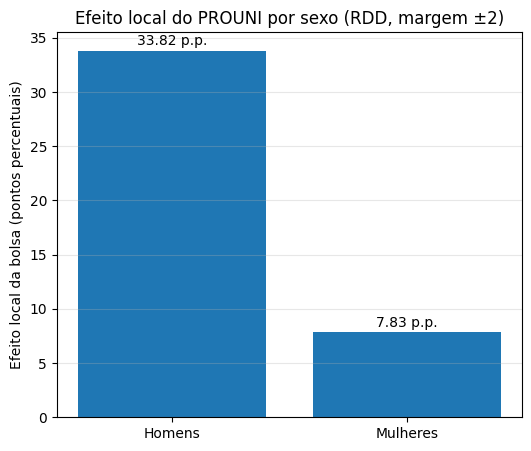 Efeito local do PROUNI por sexo (RDD, margem ±2)
Efeito local da bolsa (pontos percentuais)
35
30
25
20
15
10
5
0
33.82 p.p.
7.83 p.p.
Homens
Mulheres